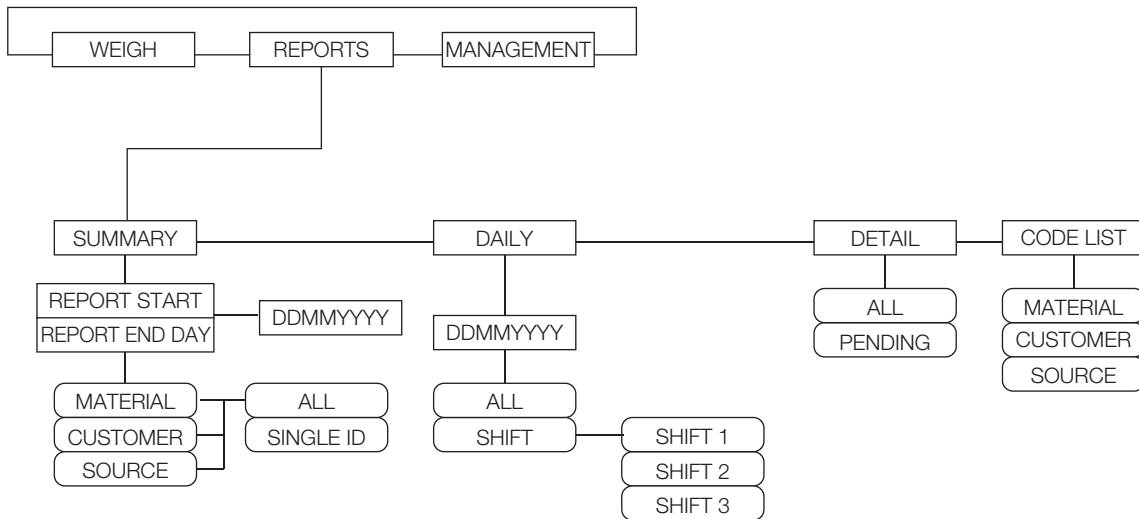 WEIGH
REPORTS
MANAGEMENT
SUMMARY
DAILY
DETAIL
CODE LIST
REPORT START
REPORT END DAY
DDMMYYYY
DDMMYYYY
ALL
PENDING
MATERIAL
CUSTOMER
SOURCE
MATERIAL
CUSTOMER
SOURCE
ALL
SINGLE ID
ALL
SHIFT
SHIFT 1
SHIFT 2
SHIFT 3